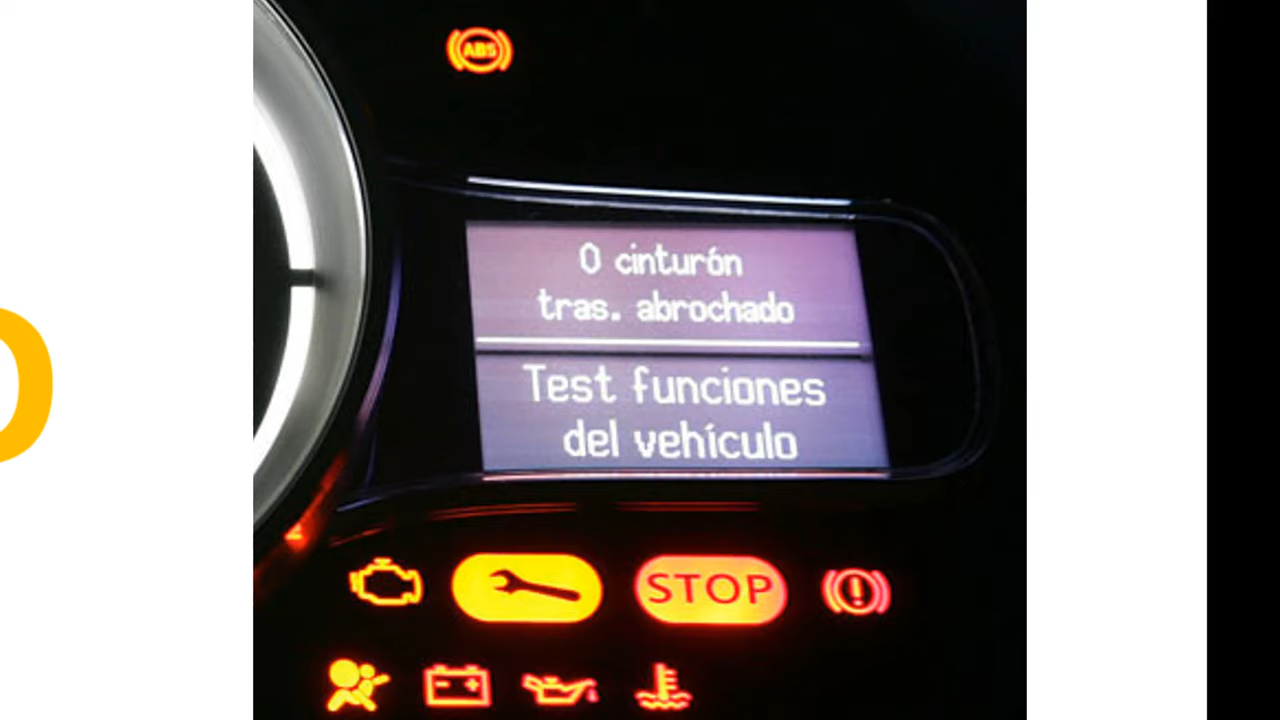 ABS
0 cinturón
tras. abrochado
Test funciones
del vehículo
STOP